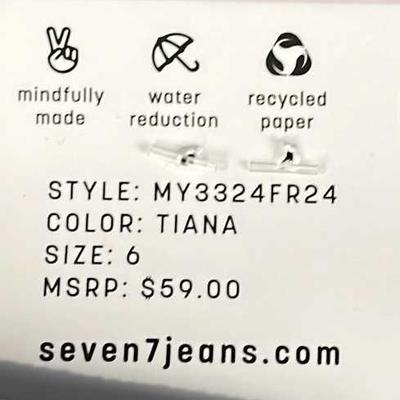 mindfully made
water reduction
recycled paper
STYLE: MY3324FR24
COLOR: TIANA
SIZE: 6
MSRP: $59.00
seven7jeans.com